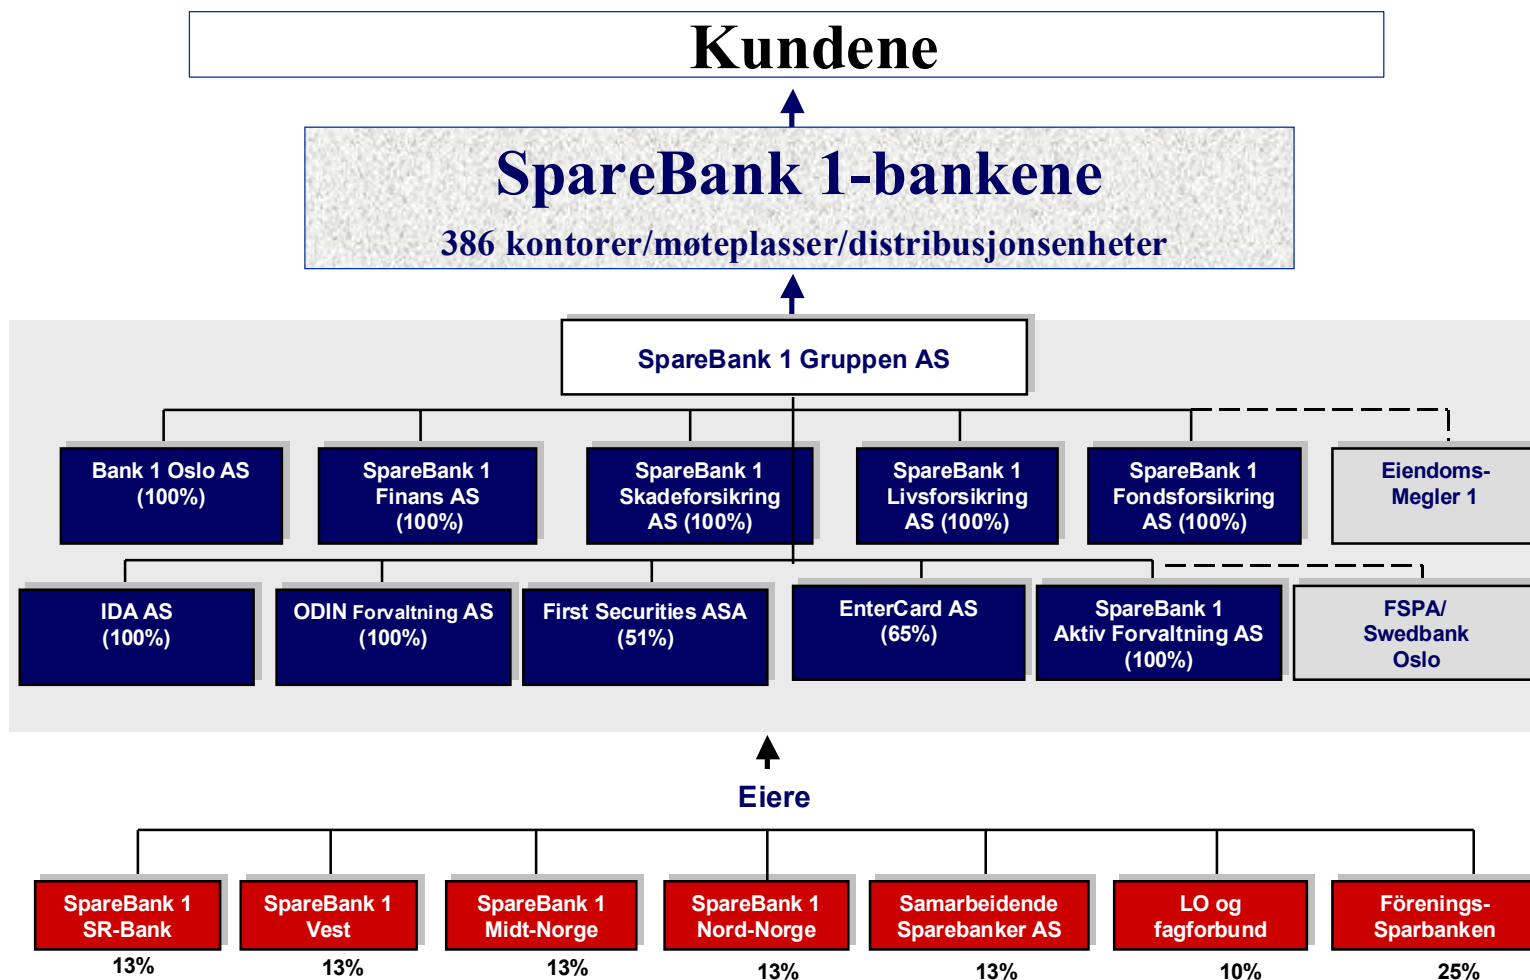 Kundene
SpareBank 1-bankene
386 kontorer/møteplasser/distribusjonsenheter
SpareBank 1 Gruppen AS
Bank 1 Oslo AS
(100%)
SpareBank 1
Finans AS
(100%)
SpareBank 1
Skadeforsikring
AS (100%)
SpareBank 1
Livsforsikring
AS (100%)
SpareBank 1
Fondsforsikring
AS (100%)
Eiendoms-
Megler 1
IDA AS
(100%)
ODIN Forvaltning AS
(100%)
First Securities ASA
(51%)
EnterCard AS
(65%)
SpareBank 1
Aktiv Forvaltning AS
(100%)
FSPA/
Swedbank
Oslo
Eiere
SpareBank 1
SR-Bank
13%
SpareBank 1
Vest
13%
SpareBank 1
Midt-Norge
13%
SpareBank 1
Nord-Norge
13%
Samarbeidende
Sparebanker AS
13%
LO og
fagforbund
10%
Förenings-
Sparbanken
25%